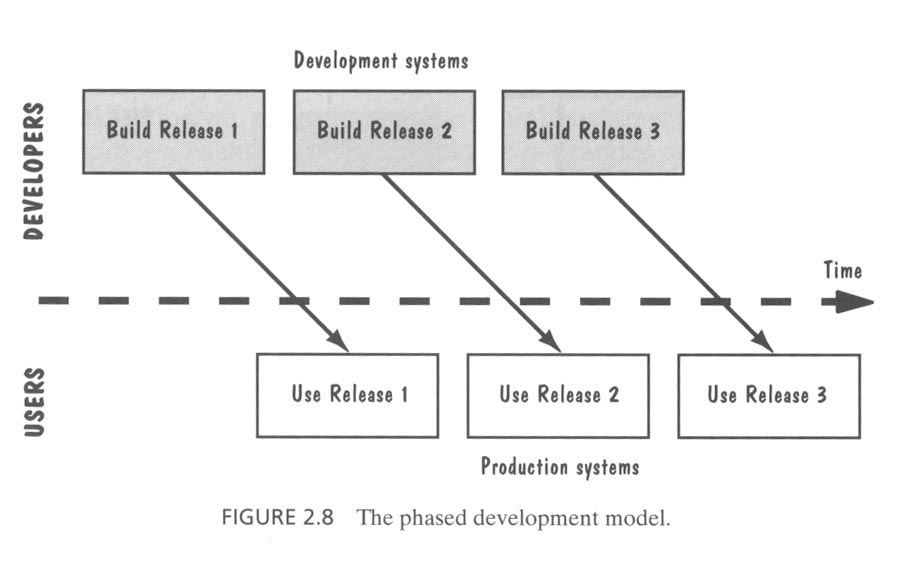 Development systems
DEVELOPERS
Build Release 1
Build Release 2
Build Release 3
Time
USERS
Use Release 1
Use Release 2
Use Release 3
Production systems
FIGURE 2.8 The phased development model.